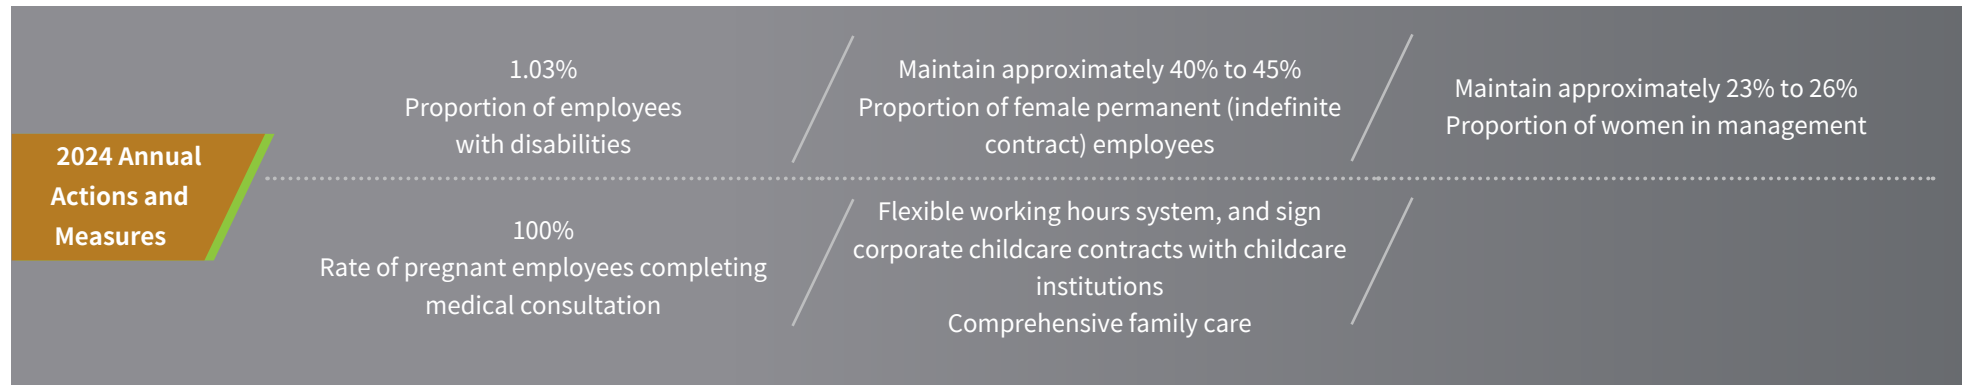 2024 Annual
Actions and
Measures
1.03%
Proportion of employees
with disabilities
Maintain approximately 40% to 45%
Proportion of female permanent (indefinite
contract) employees
Maintain approximately 23% to 26%
Proportion of women in management
100%
Rate of pregnant employees completing
medical consultation
Flexible working hours system, and sign
corporate childcare contracts with childcare
institutions
Comprehensive family care